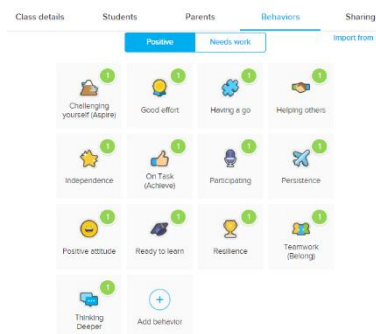 Class details Students Parents Behaviors Sharing
Positive Needs work Import from
1 1 1 1
Challenging yourself (Aspire) Good effort Having a go Helping others
1 1 1 1
Independence On Task (Achieve) Participating Persistence
1 1 1 1
Positive attitude Ready to learn Resilience Teamwork (Belong)
1
Thinking Deeper Add behavior